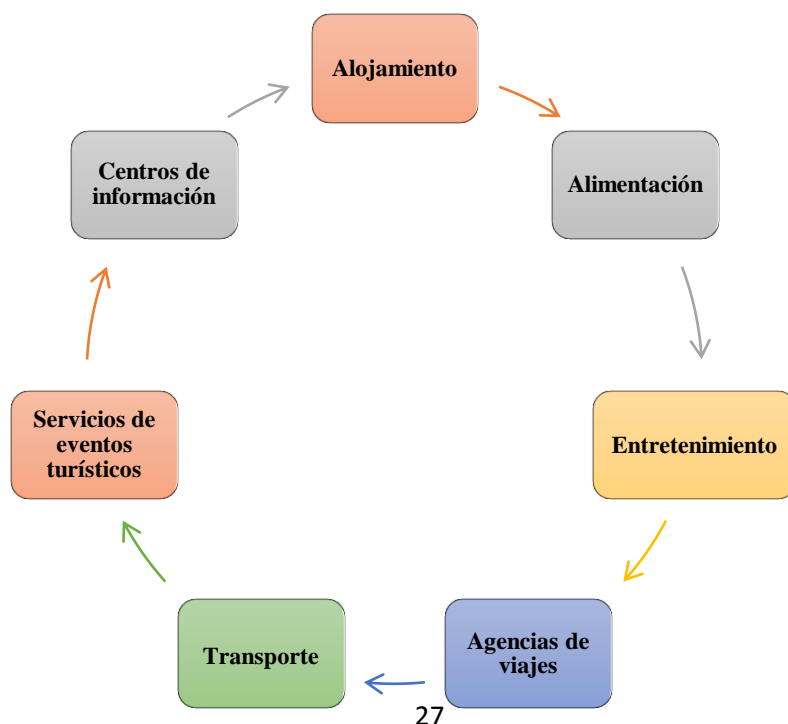 Alojamiento
Alimentación
Entretenimiento
Agencias de
viajes
Transporte
Servicios de
eventos
turísticos
Centros de
información
27